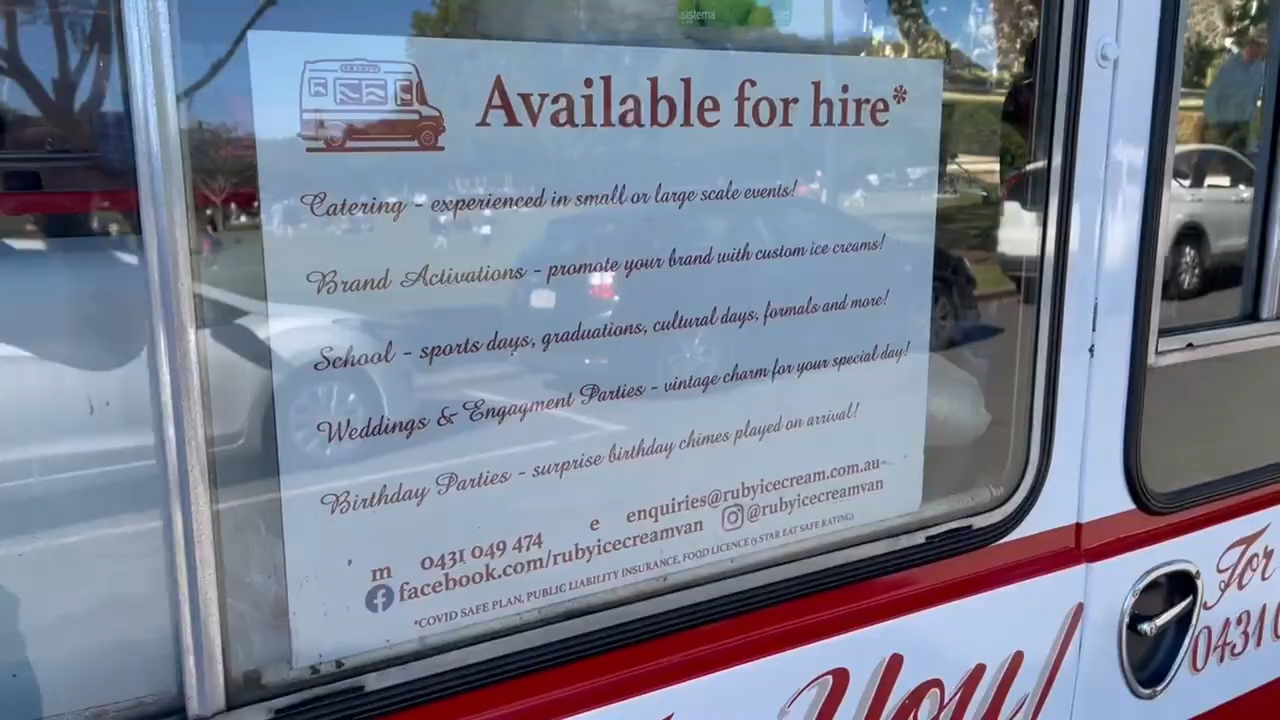 sistema
Available for hire*
Catering - experienced in small or large scale events!
Brand Activations - promote your brand with custom ice creams!
School - sports days, graduations, cultural days, formals and more!
Weddings & Engagment Parties - vintage charm for your special day!
Birthday Parties - surprise birthday chimes played on arrival!
m 0431 049 474 e enquiries@rubyicecream.com.au
facebook.com/rubyicecreamvan @rubyicecreamvan
*COVID SAFE PLAN, PUBLIC LIABILITY INSURANCE, FOOD LICENCE (5 STAR EAT SAFE RATING)
For
0431
You!